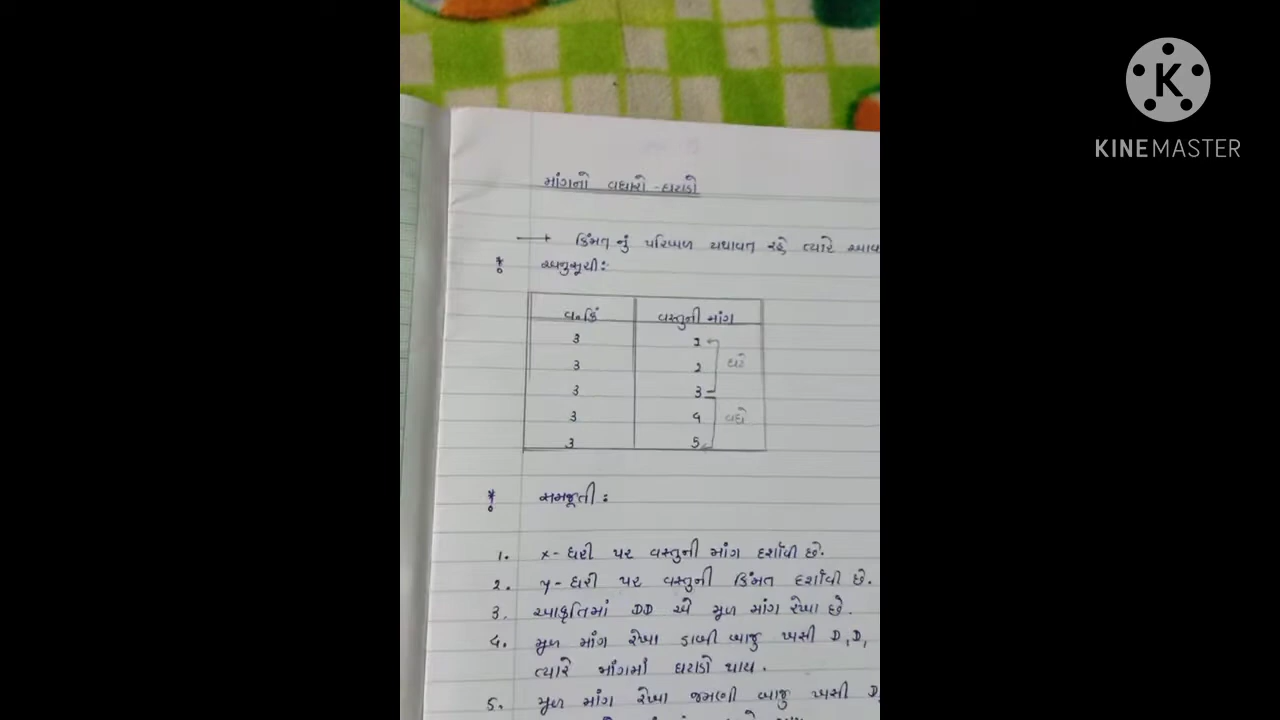 K
KINEMASTER
માંગનો વધારો - ઘટાડો
→ કિંમત નું પરિબળ યથાવત રહે ત્યારે
* અનુસૂચી:
વ.કિં વસ્તુની માંગ
3 1
3 2 ઘટે
3 3
3 4 વધે
3 5
* સમજૂતી :
1. x- ધરી પર વસ્તુની માંગ દર્શાવી છે.
2. y- ધરી પર વસ્તુની કિંમત દર્શાવી છે.
3. આકૃતિમાં DD એ મૂળ માંગ રેખા છે.
4. મૂળ માંગ રેખા ડાબી બાજુ ખસી D,D,
ત્યારે માંગમાં ઘટાડો થાય.
5. મૂળ માંગ રેખા જમણી બાજુ ખસી